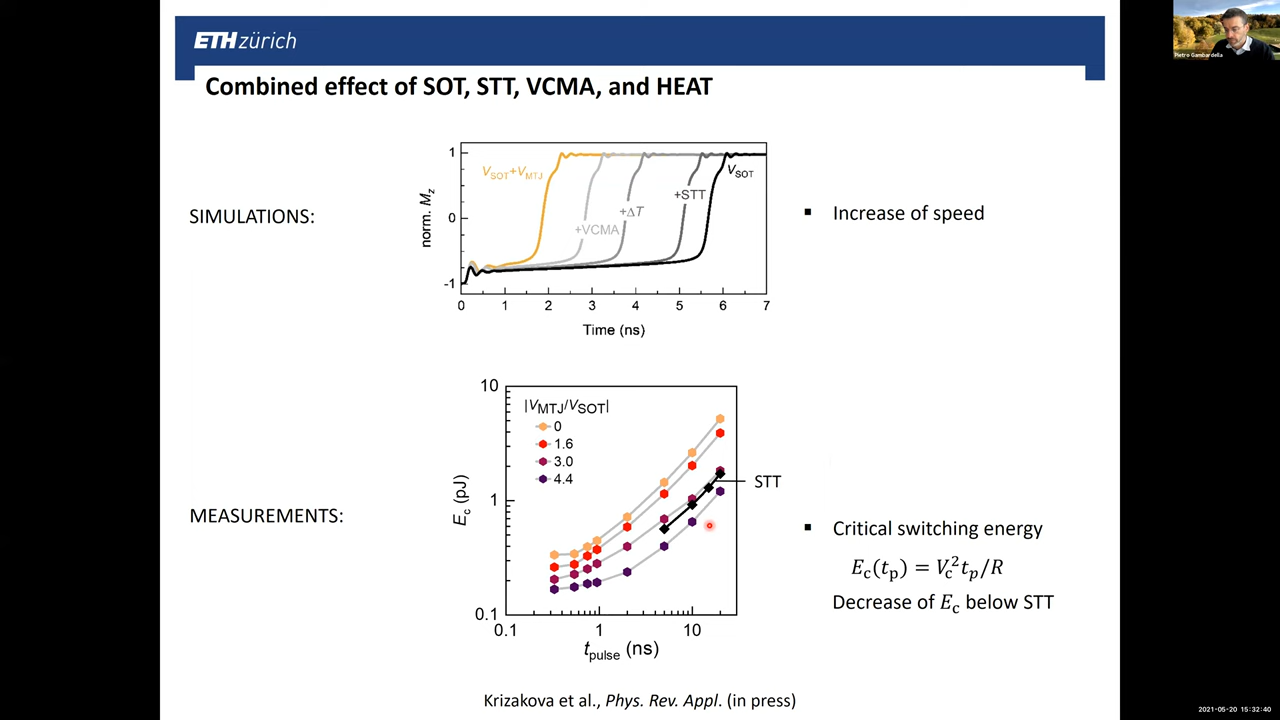 ETH zürich
Pietro Gambardella
Combined effect of SOT, STT, VCMA, and HEAT
SIMULATIONS:
norm. Mz
1
0
-1
VSOT+VMTJ
+VCMA
+ΔT
+STT
VSOT
0 1 2 3 4 5 6 7
Time (ns)
▪ Increase of speed
MEASUREMENTS:
Ec (pJ)
10
1
0.1
|VMTJ/VSOT|
0
1.6
3.0
4.4
STT
0.1 1 10
tpulse (ns)
▪ Critical switching energy
Ec(tp) = Vc²tp/R
Decrease of Ec below STT
Krizakova et al., Phys. Rev. Appl. (in press)
2021-05-20 15:32:40